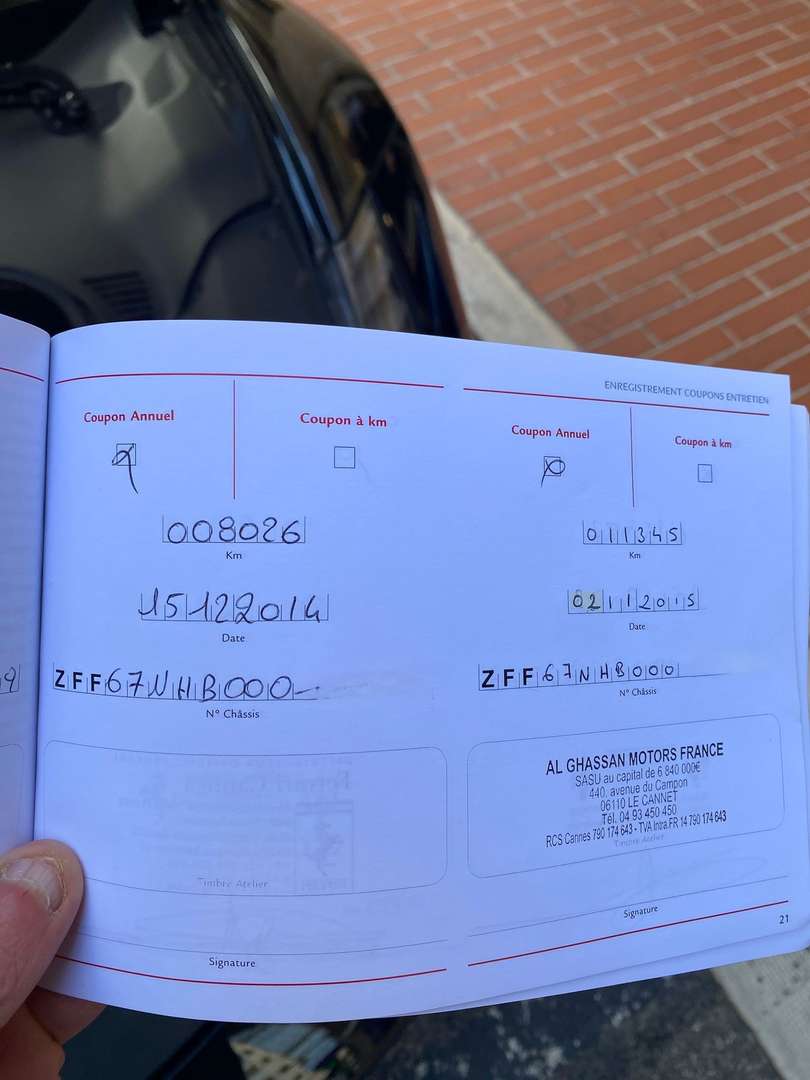 ENREGISTREMENT COUPONS ENTRETIEN
Coupon Annuel
Coupon à km
008026
Km
15122014
Date
ZFF67NHB000
N° Châssis
Timbre Atelier
Signature
Coupon Annuel
Coupon à km
011345
Km
02112015
Date
ZFF67NHB000
N° Châssis
AL GHASSAN MOTORS FRANCE
SASU au capital de 6 840 000€
440, avenue du Campon
06110 LE CANNET
Tél. 04 93 450 450
RCS Cannes 790 174 643 - TVA Intra.FR 14 790 174 643
Timbre Atelier
Signature
21